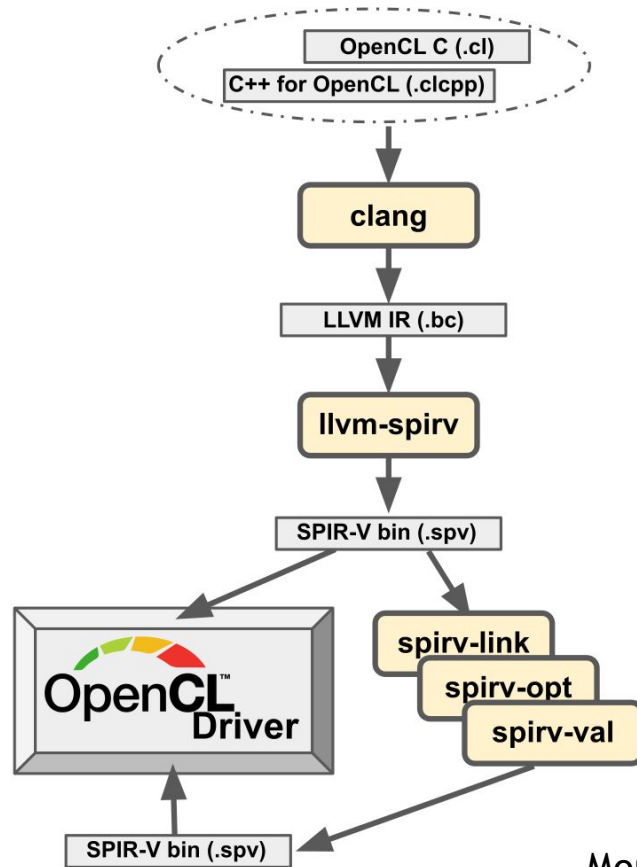 OpenCL C (.cl)
C++ for OpenCL (.clcpp)
clang
LLVM IR (.bc)
llvm-spirv
SPIR-V bin (.spv)
spirv-link
spirv-opt
spirv-val
OpenCL™
Driver
SPIR-V bin (.spv)